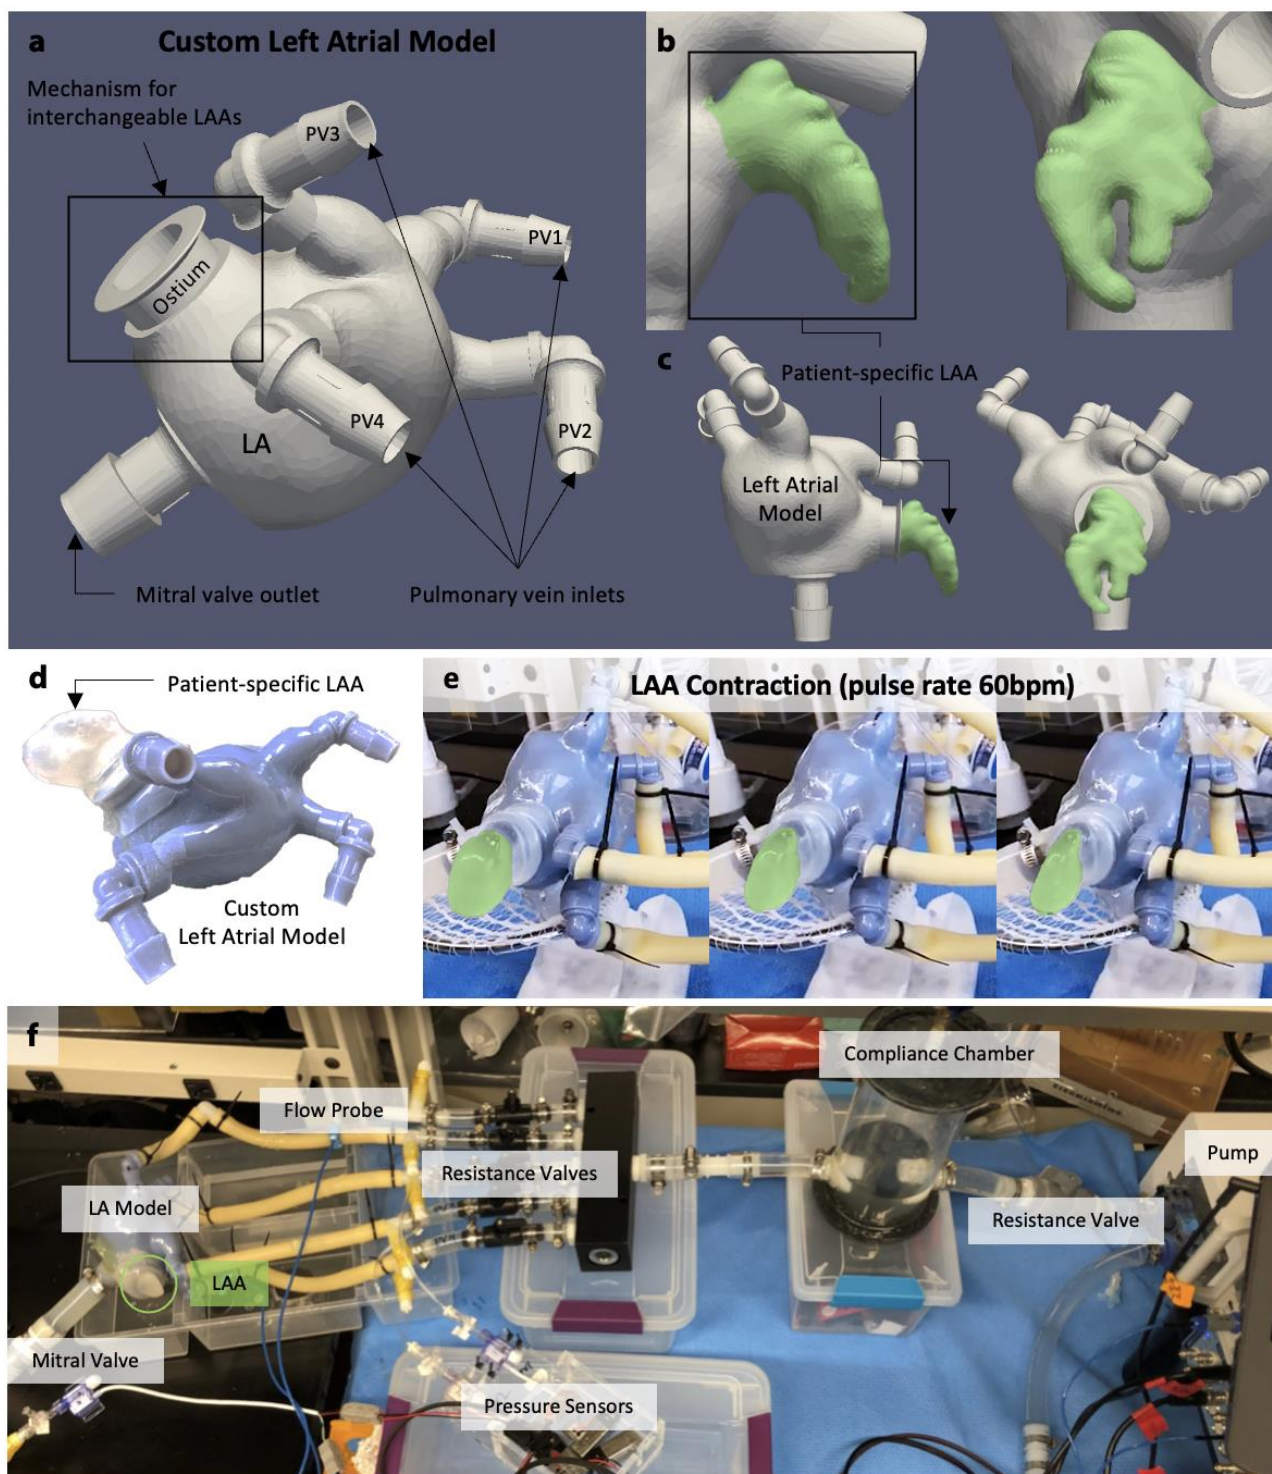 a
Custom Left Atrial Model
Mechanism for
interchangeable LAAs
PV3
PV1
Ostium
PV4
PV2
LA
Mitral valve outlet
Pulmonary vein inlets
b
c
Patient-specific LAA
Left Atrial
Model
d
Patient-specific LAA
Custom
Left Atrial Model
e
LAA Contraction (pulse rate 60bpm)
f
Compliance Chamber
Flow Probe
Pump
Resistance Valves
LA Model
Resistance Valve
LAA
Mitral Valve
Pressure Sensors